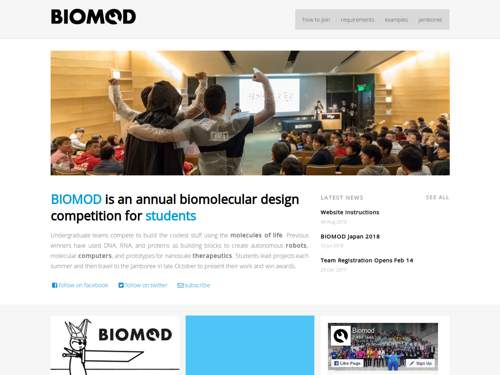 BIOMOD
how to join requirements examples jamboree
BIOMOD is an annual biomolecular design
competition for students
Undergraduate teams compete to build the coolest stuff using the molecules of life. Previous
winners have used DNA, RNA, and proteins as building blocks to create autonomous robots,
molecular computers, and prototypes for nanoscale therapeutics. Students lead projects each
summer and then travel to the Jamboree in late October to present their work and win awards.
follow on facebook follow on twitter subscribe
LATEST NEWS SEE ALL
Website Instructions
BIOMOD Japan 2018
Team Registration Opens Feb 14
BIOMOD
Biomod
Like Page Sign Up